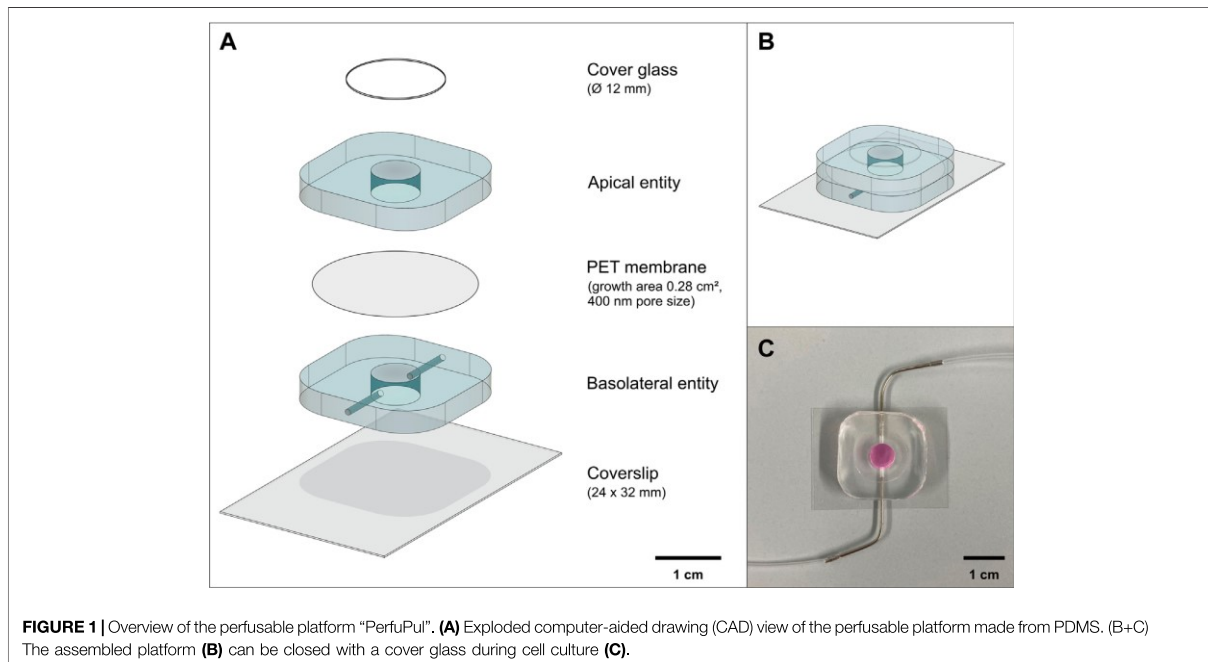 A
Cover glass
(Ø 12 mm)
Apical entity
PET membrane
(growth area 0.28 cm²,
400 nm pore size)
Basolateral entity
Coverslip
(24 x 32 mm)
1 cm
B
C
1 cm
FIGURE 1 | Overview of the perfusable platform “PerfuPul”. (A) Exploded computer-aided drawing (CAD) view of the perfusable platform made from PDMS. (B+C)
The assembled platform (B) can be closed with a cover glass during cell culture (C).